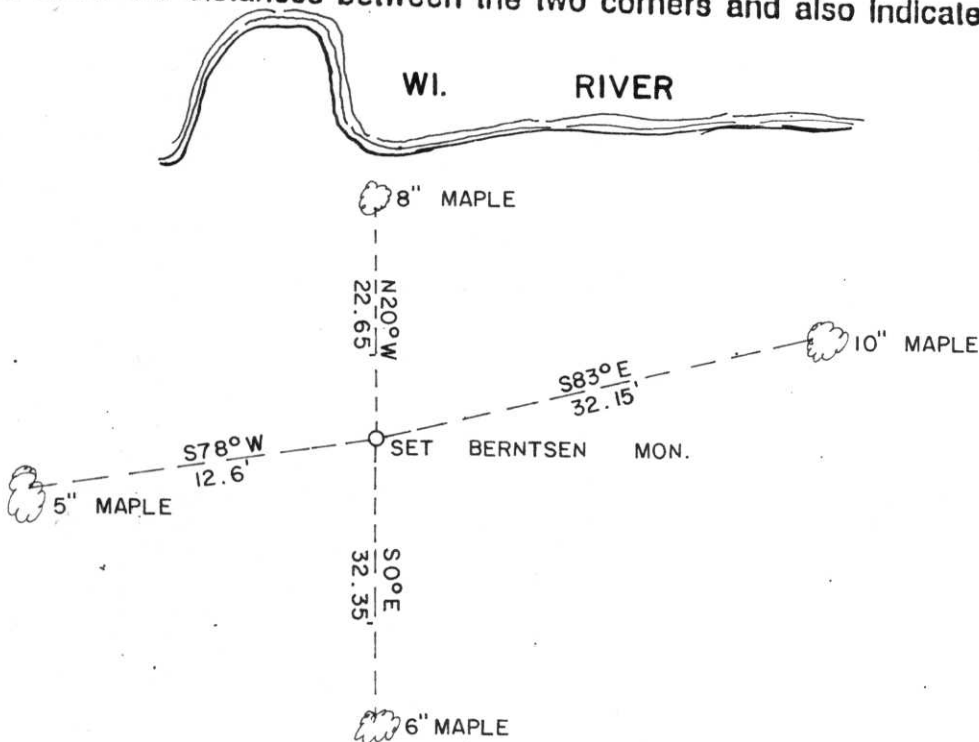 distances between the two corners and also indicate
WI. RIVER
8" MAPLE
N20°W
22.65'
10" MAPLE
S83°E
32.15'
S78°W
12.6'
SET BERNTSEN MON.
5" MAPLE
S0°E
32.35'
6" MAPLE